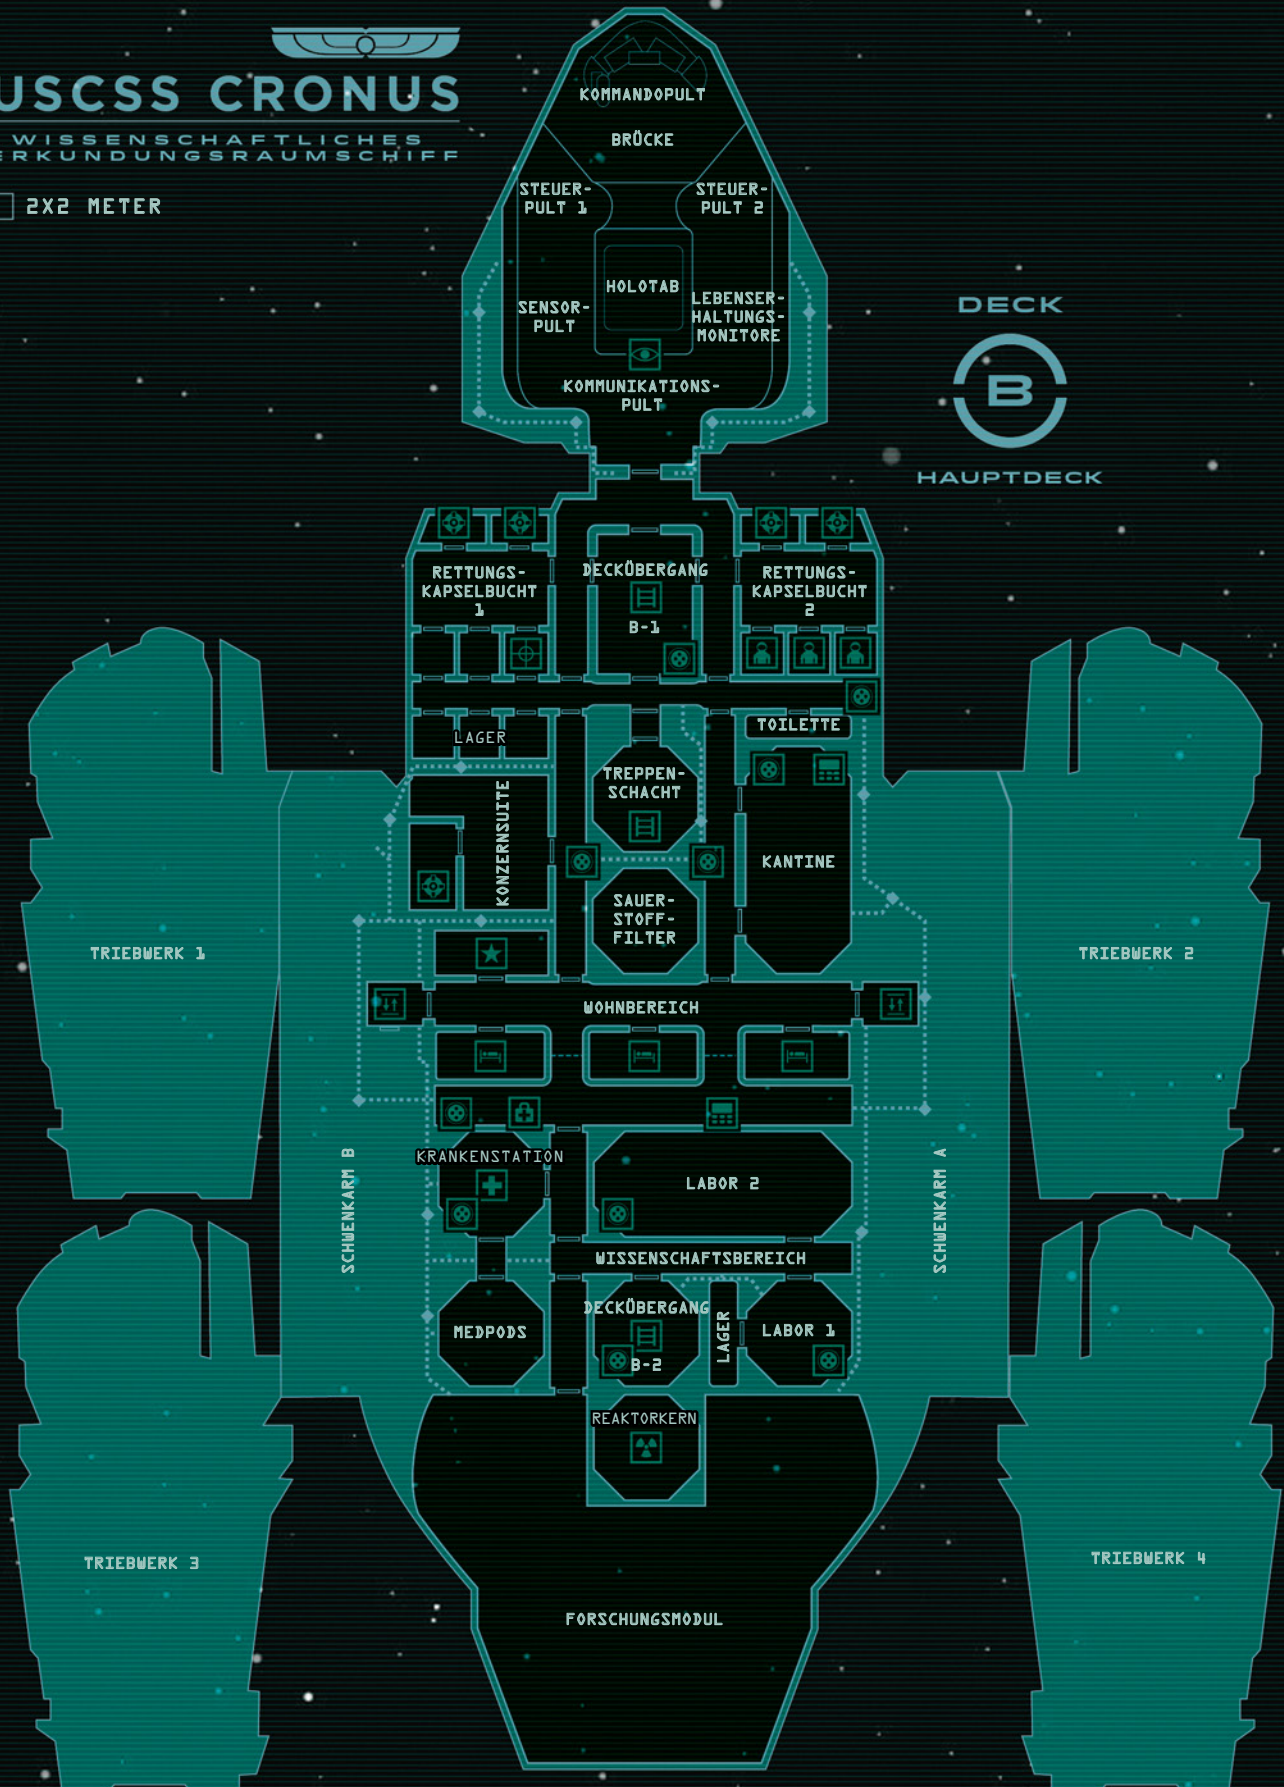 USCSS CRONUS
WISSENSCHAFTLICHES
ERKUNDUNGSRAUMSCHIFF
2X2 METER
KOMMANDOPULT
BRÜCKE
STEUER-
PULT 1
STEUER-
PULT 2
HOLOTAB
SENSOR-
PULT
LEBENSER-
HALTUNGS-
MONITORE
KOMMUNIKATIONS-
PULT
DECK
B
HAUPTDECK
RETTUNGS-
KAPSELBUCHT
1
DECKÜBERGANG
B-1
RETTUNGS-
KAPSELBUCHT
2
LAGER
TOILETTE
TREPPEN-
SCHACHT
KONZERNSUITE
KANTINE
SAUER-
STOFF-
FILTER
TRIEBWERK 1
TRIEBWERK 2
WOHNBEREICH
KRANKENSTATION
LABOR 2
SCHWENKARM B
SCHWENKARM A
WISSENSCHAFTSBEREICH
DECKÜBERGANG
B-2
LAGER
LABOR 1
MEDPODS
REAKTORKERN
TRIEBWERK 3
TRIEBWERK 4
FORSCHUNGSMODUL